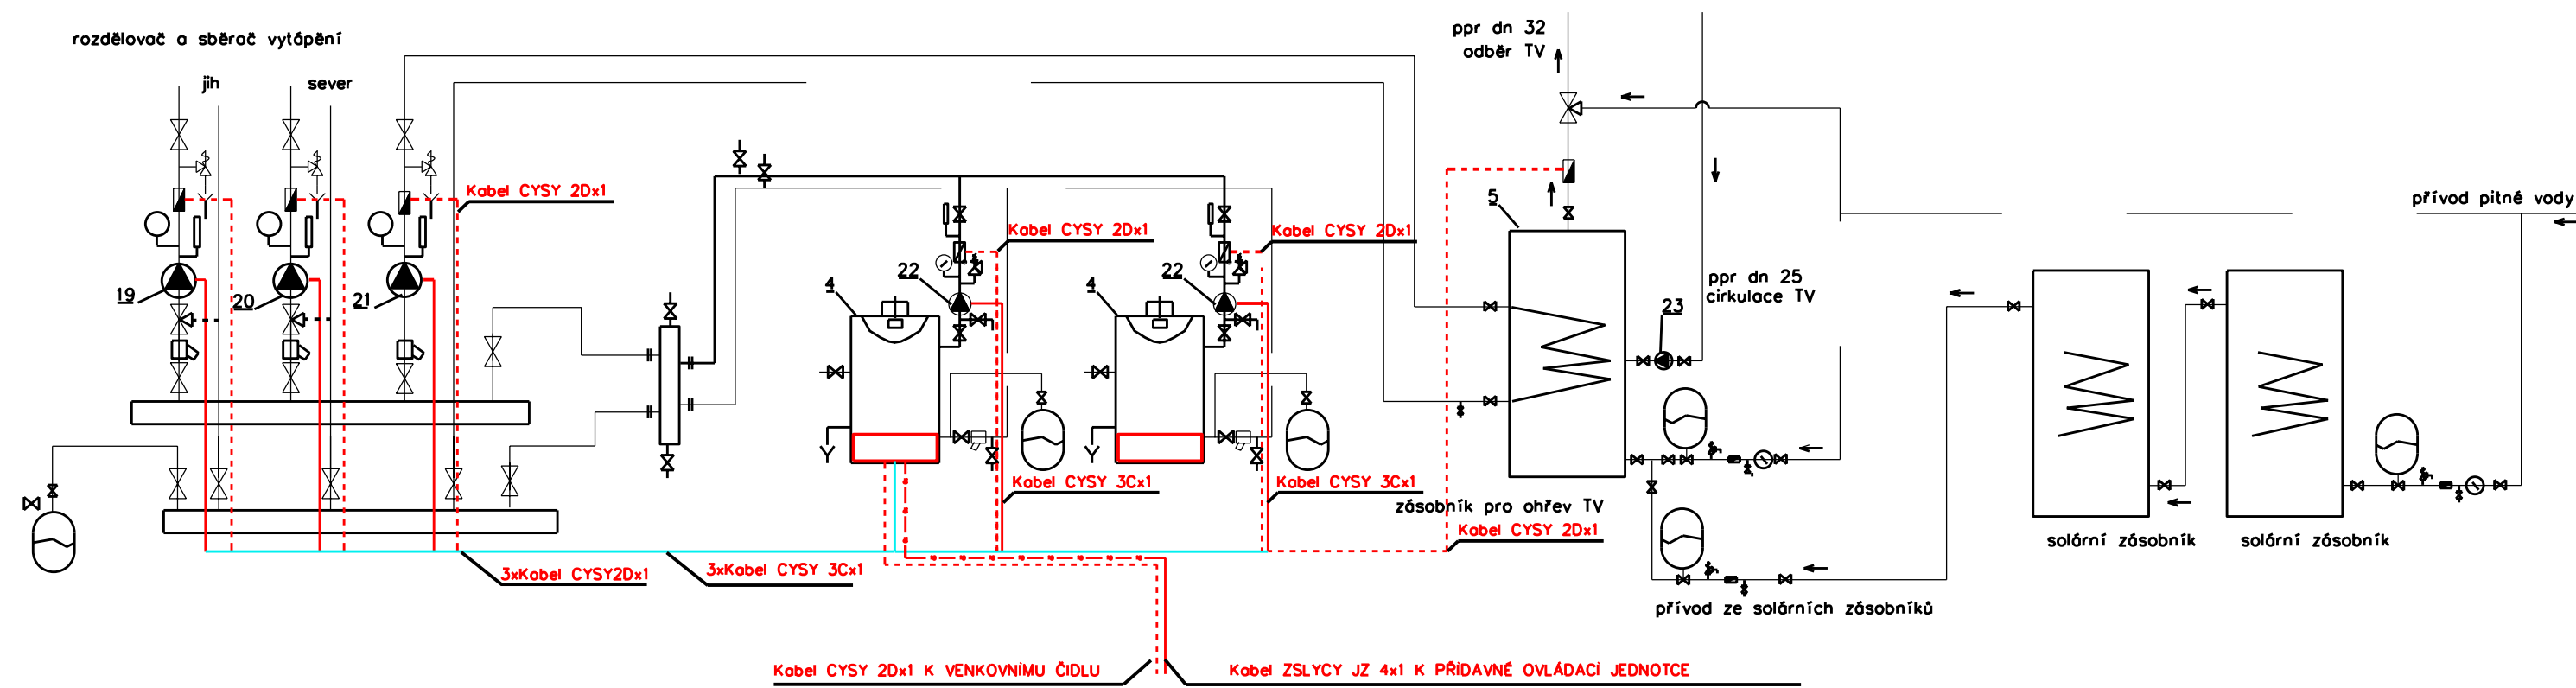 rozdělovač a sběrač vytápění
jih
sever
Kabel CYSY 2Dx1
19
20
21
3xKabel CYSY2Dx1
3xKabel CYSY 3Cx1
4
22
Kabel CYSY 2Dx1
Kabel CYSY 3Cx1
4
22
Kabel CYSY 2Dx1
Kabel CYSY 3Cx1
ppr dn 32
odběr TV
5
ppr dn 25
cirkulace TV
23
zásobník pro ohřev TV
Kabel CYSY 2Dx1
přívod pitné vody
solární zásobník
solární zásobník
přívod ze solárních zásobníků
Kabel CYSY 2Dx1 K VENKOVNÍMU ČIDLU
Kabel ZSLYCY JZ 4x1 K PŘÍDAVNÉ OVLÁDACÍ JEDNOTCE